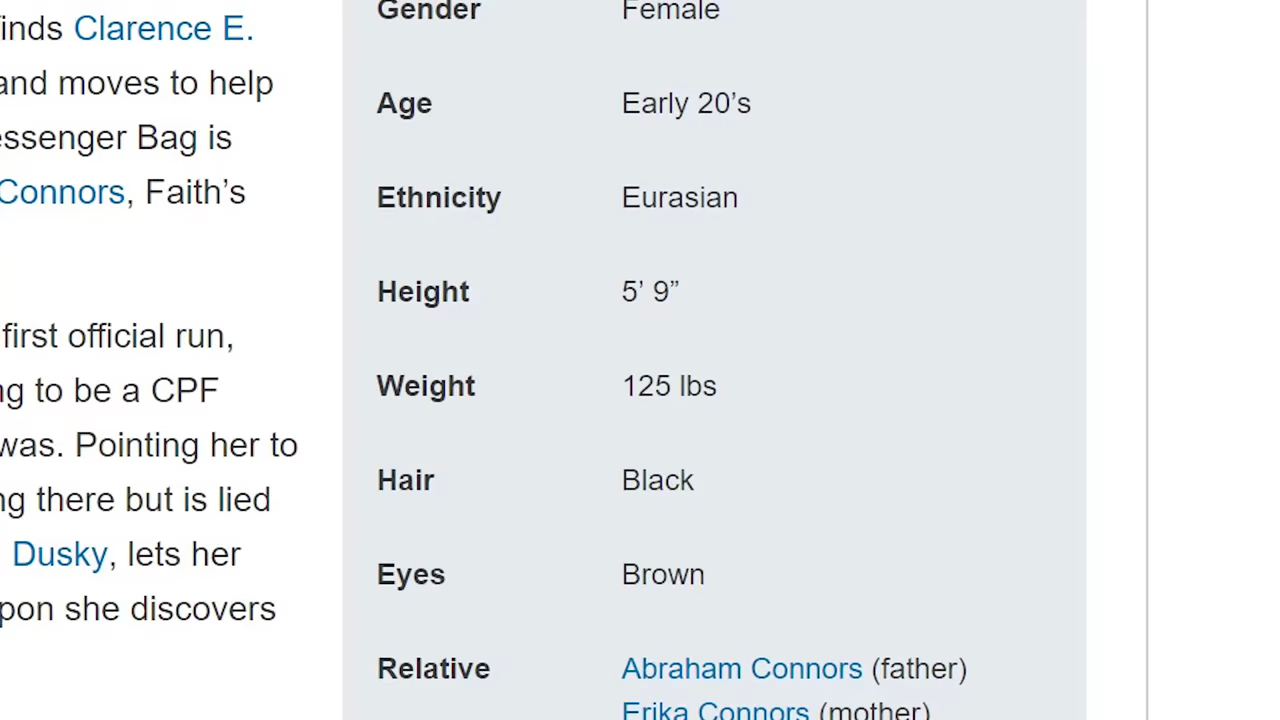 inds Clarence E.
and moves to help
essenger Bag is
Connors, Faith’s
first official run,
ng to be a CPF
was. Pointing her to
ng there but is lied
Dusky, lets her
pon she discovers
Gender Female
Age Early 20’s
Ethnicity Eurasian
Height 5’ 9”
Weight 125 lbs
Hair Black
Eyes Brown
Relative Abraham Connors (father)
Erika Connors (mother)